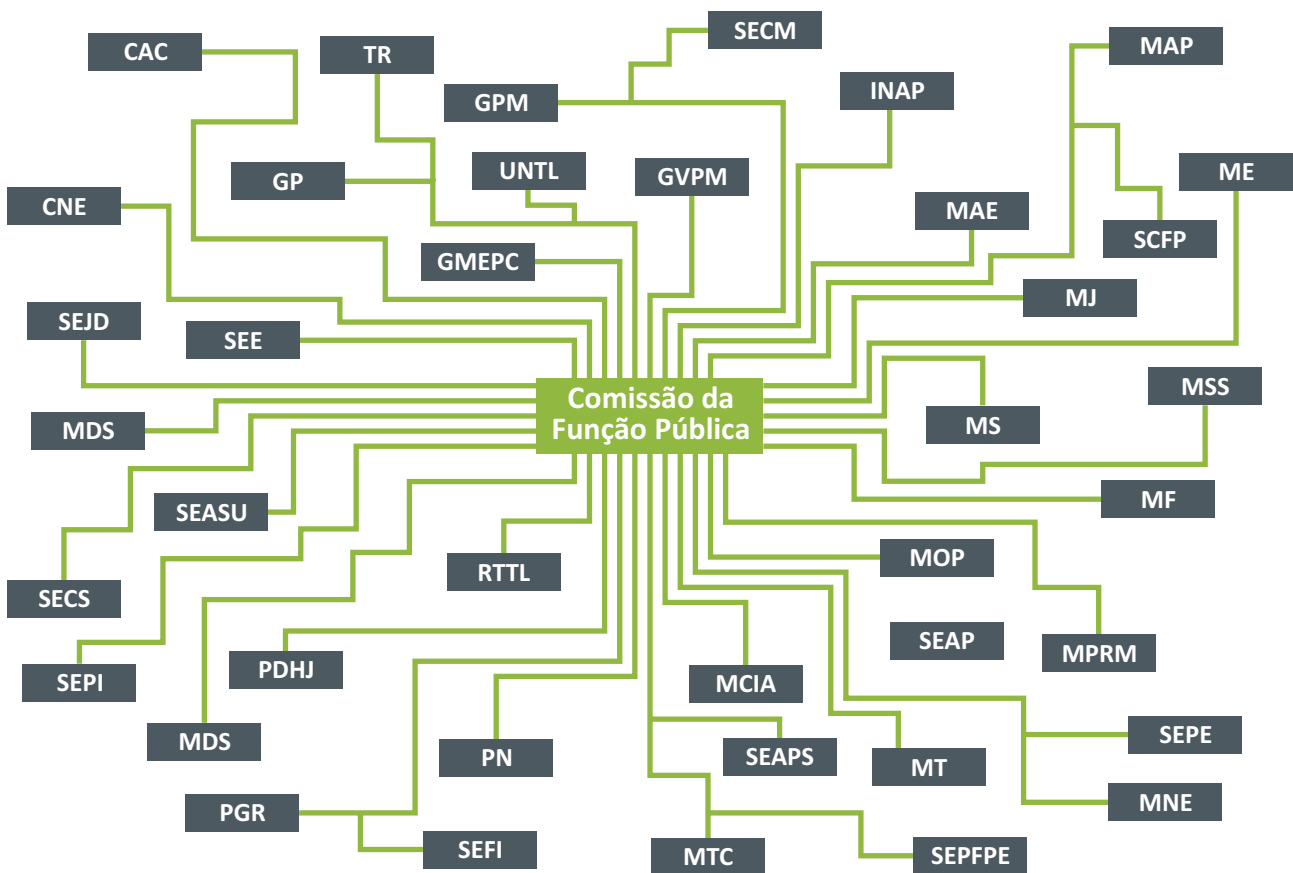 SECM
CAC
TR
MAP
GPM
INAP
UNTL
GVPM
ME
GP
CNE
MAE
SCFP
GMEPC
MJ
SEJD
SEE
MSS
Comissão da
Função Pública
MDS
MS
SEASU
MF
MOP
RTTL
SECS
SEAP
MPRM
PDHJ
SEPI
MCIA
MDS
SEPE
PN
SEAPS
MT
MNE
PGR
SEFI
MTC
SEPFPE